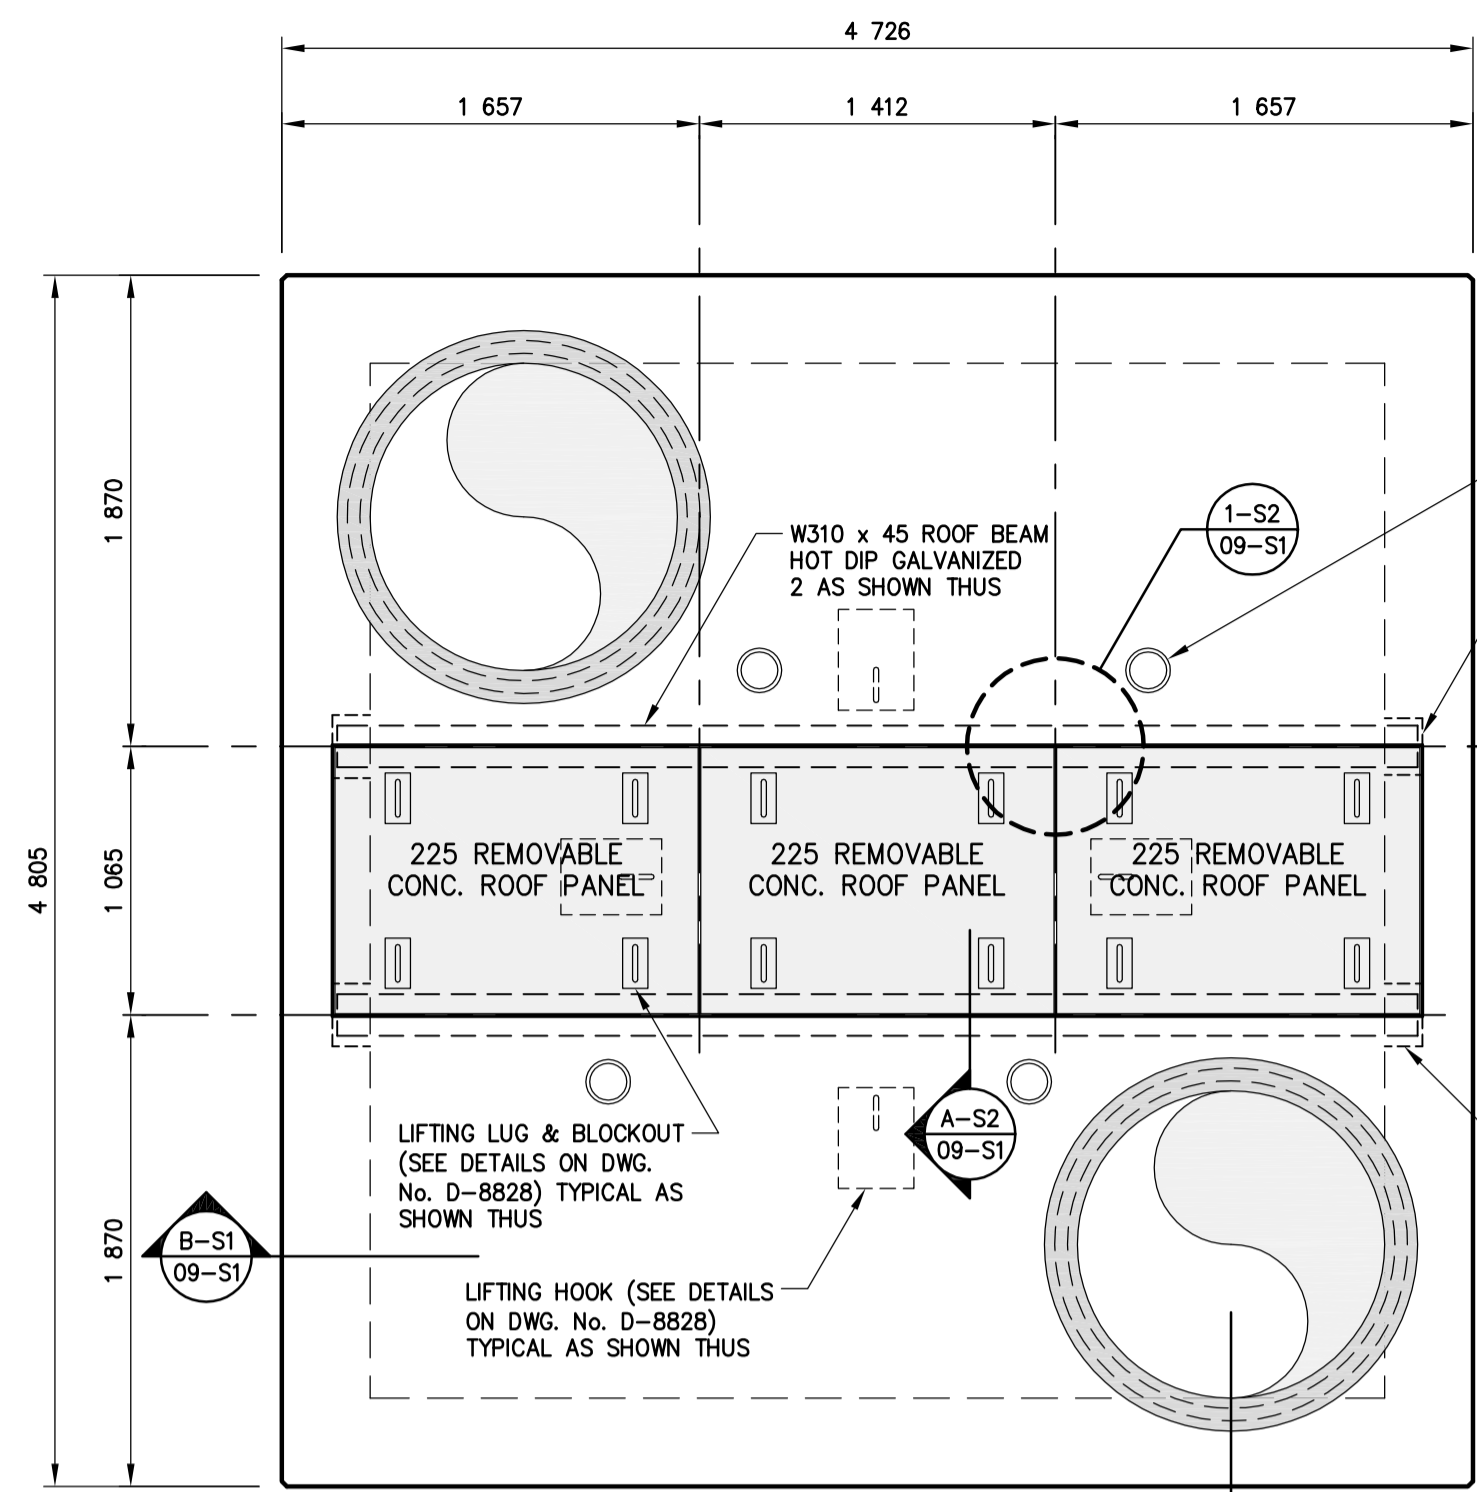 4 726
1 657
1 412
1 657
1 870
1 065
1 870
4 805
W310 x 45 ROOF BEAM
HOT DIP GALVANIZED
2 AS SHOWN THUS
1-S2
09-S1
225 REMOVABLE
CONC. ROOF PANEL
225 REMOVABLE
CONC. ROOF PANEL
225 REMOVABLE
CONC. ROOF PANEL
A-S2
09-S1
LIFTING LUG & BLOCKOUT
(SEE DETAILS ON DWG.
No. D-8828) TYPICAL AS
SHOWN THUS
B-S1
09-S1
LIFTING HOOK (SEE DETAILS
ON DWG. No. D-8828)
TYPICAL AS SHOWN THUS